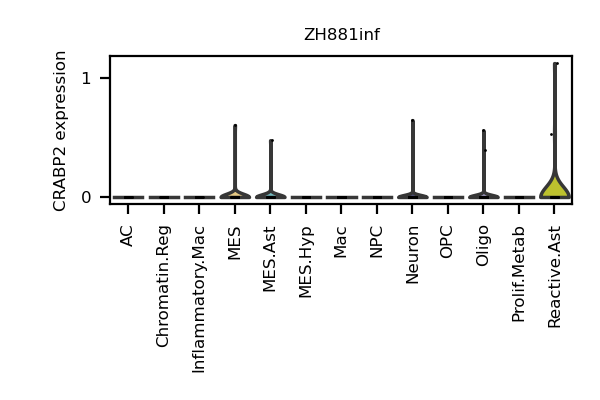 ZH881inf
CRABP2 expression
1
0
AC
Chromatin.Reg
Inflammatory.Mac
MES
MES.Ast
MES.Hyp
Mac
NPC
Neuron
OPC
Oligo
Prolif.Metab
Reactive.Ast